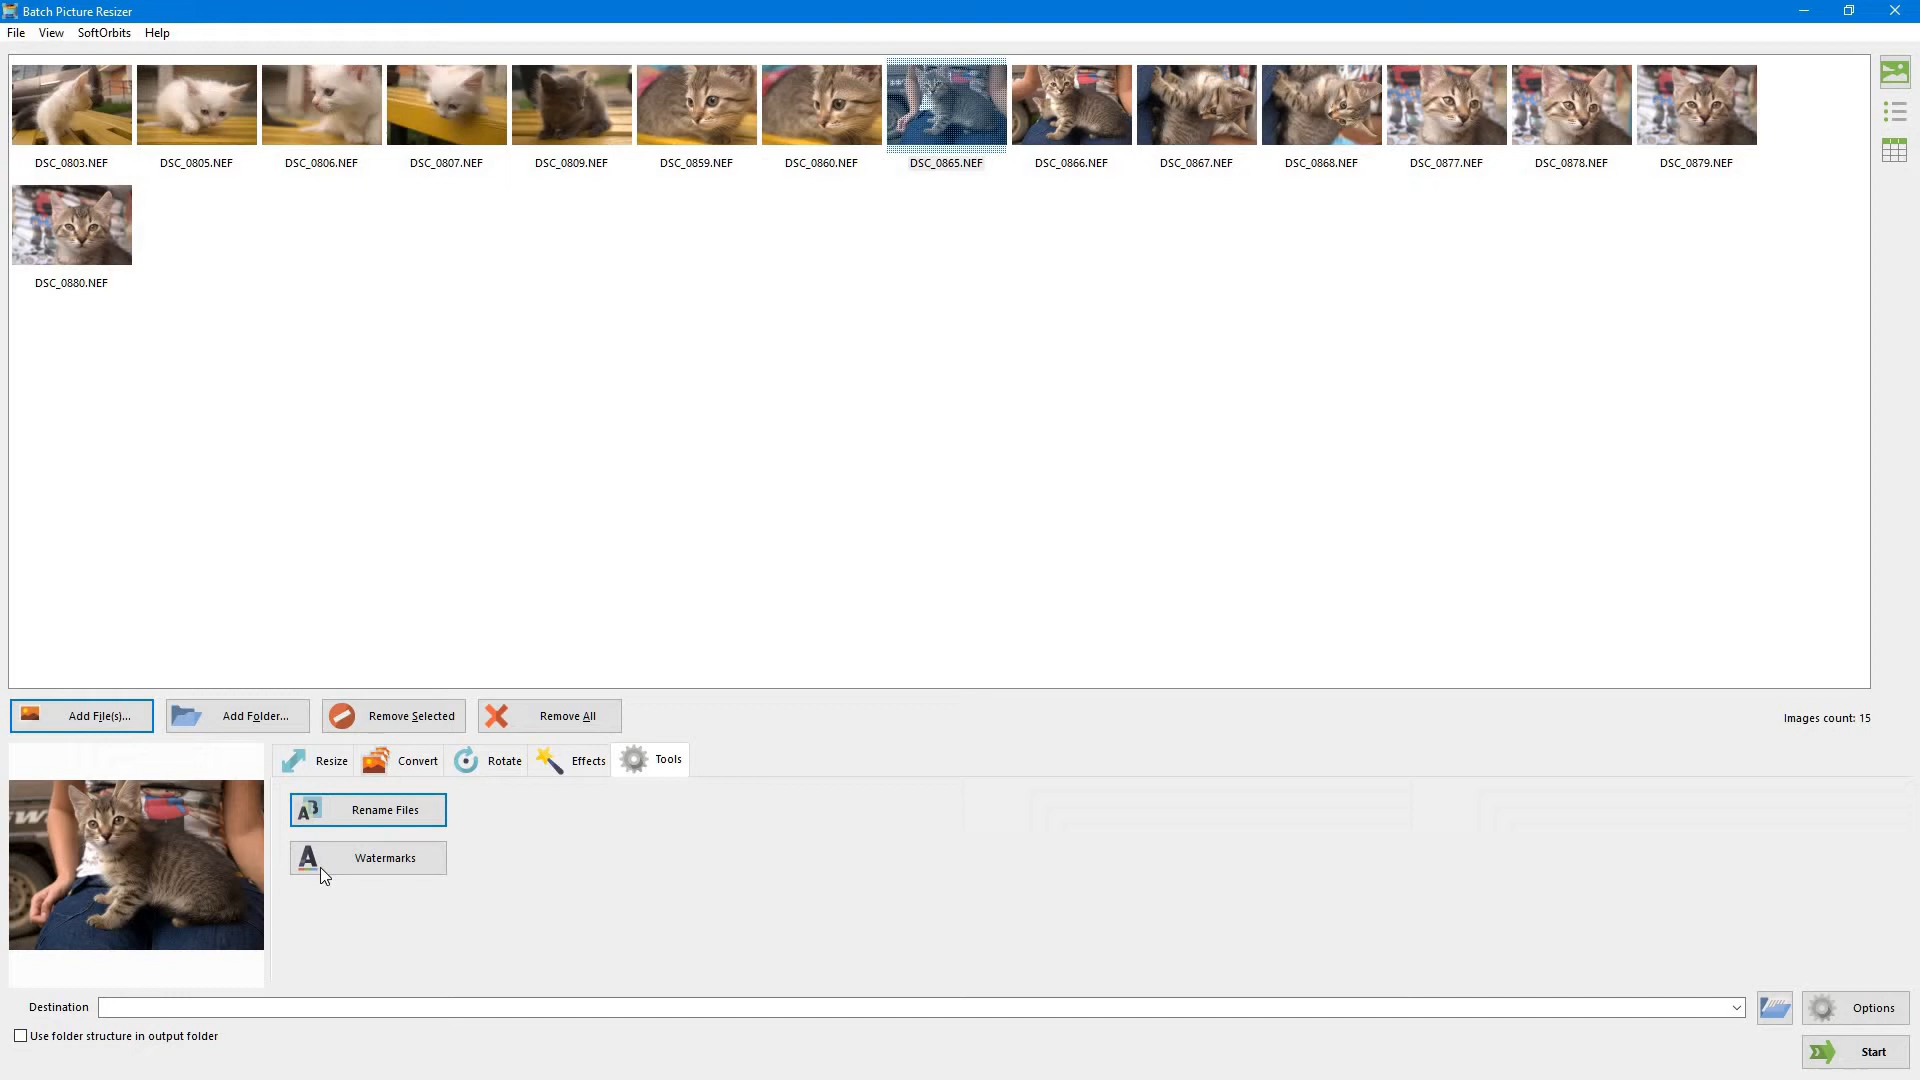 Batch Picture Resizer
File View SoftOrbits Help
DSC_0803.NEF DSC_0805.NEF DSC_0806.NEF DSC_0807.NEF DSC_0809.NEF DSC_0859.NEF DSC_0860.NEF DSC_0865.NEF DSC_0866.NEF DSC_0867.NEF DSC_0868.NEF DSC_0877.NEF DSC_0878.NEF DSC_0879.NEF
DSC_0880.NEF
Add File(s)... Add Folder... Remove Selected Remove All Images count: 15
Resize Convert Rotate Effects Tools
Rename Files
Watermarks
Destination Options
Use folder structure in output folder
Start